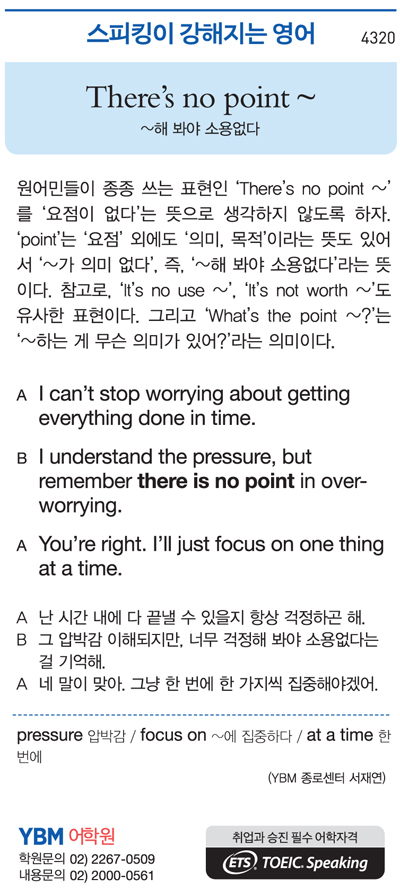 스피킹이 강해지는 영어 4320
There's no point ~
~해 봐야 소용없다
원어민들이 종종 쓰는 표현인 ‘There's no point ~’
를 ‘요점이 없다’는 뜻으로 생각하지 않도록 하자.
‘point’는 ‘요점’ 외에도 ‘의미, 목적’이라는 뜻도 있어
서 ‘~가 의미 없다’, 즉, ‘~해 봐야 소용없다’라는 뜻
이다. 참고로, ‘It's no use ~’, ‘It's not worth ~’도
유사한 표현이다. 그리고 ‘What's the point ~?’는
‘~하는 게 무슨 의미가 있어?’라는 의미이다.
A I can't stop worrying about getting
everything done in time.
B I understand the pressure, but
remember there is no point in over-
worrying.
A You're right. I'll just focus on one thing
at a time.
A 난 시간 내에 다 끝낼 수 있을지 항상 걱정하곤 해.
B 그 압박감 이해되지만, 너무 걱정해 봐야 소용없다는
걸 기억해.
A 네 말이 맞아. 그냥 한 번에 한 가지씩 집중해야겠어.
pressure 압박감 / focus on ~에 집중하다 / at a time 한
번에
(YBM 종로센터 서재연)
YBM 어학원
학원문의 02) 2267-0509
내용문의 02) 2000-0561
취업과 승진 필수 어학자격
ETS TOEIC. Speaking